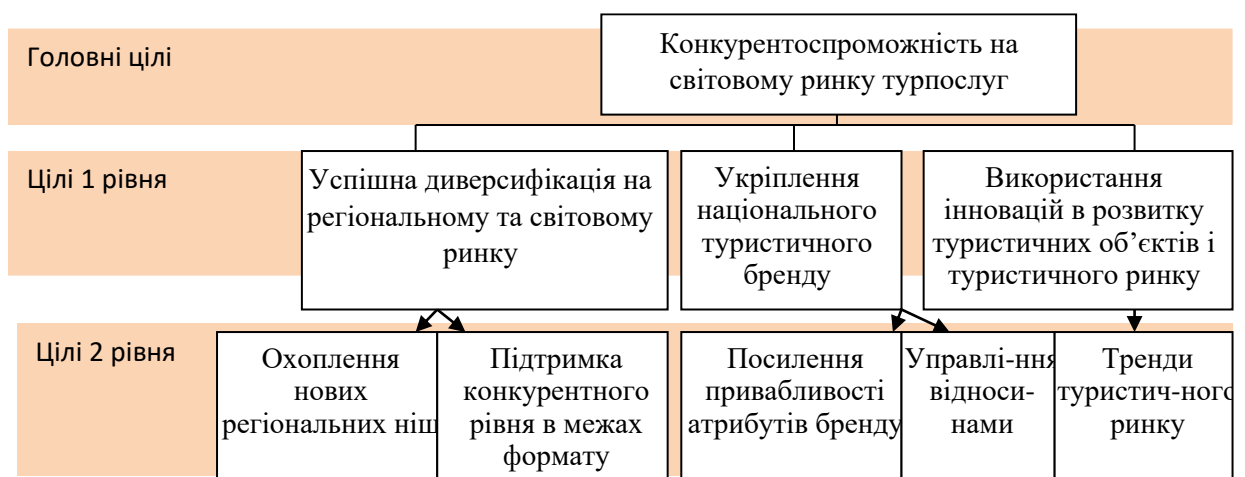 Головні цілі
Конкурентоспроможність на
світовому ринку турпослуг
Цілі 1 рівня
Успішна диверсифікація на
регіональному та світовому
ринку
Укріплення
національного
туристичного
бренду
Використання
інновацій в розвитку
туристичних об’єктів і
туристичного ринку
Цілі 2 рівня
Охоплення
нових
регіональних ніш
Підтримка
конкурентного
рівня в межах
формату
Посилення
привабливості
атрибутів бренду
Управлі-ння
відноси-
нами
Тренди
туристич-ного
ринку